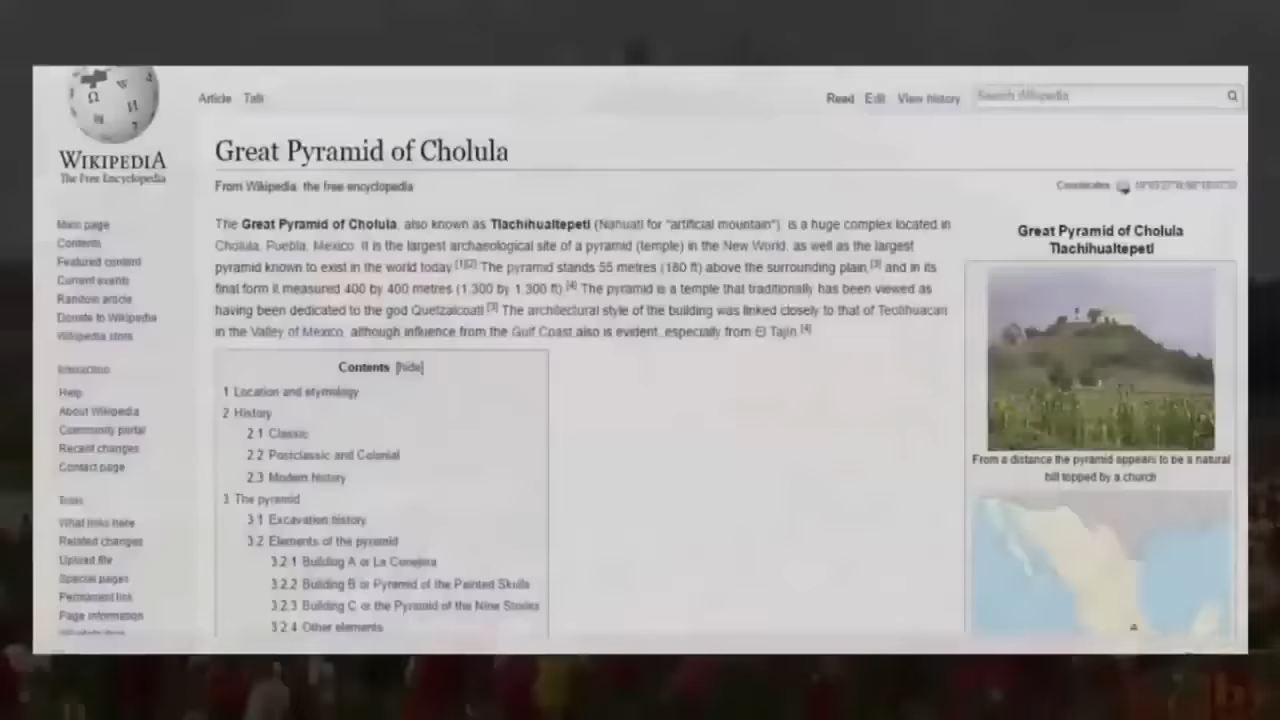 Article Talk
Read Edit View history
Search Wikipedia
WIKIPEDIA
The Free Encyclopedia
Great Pyramid of Cholula
From Wikipedia, the free encyclopedia
Coordinates
Main page
Contents
Featured content
Current events
Random article
Donate to Wikipedia
Wikipedia store
Interaction
Help
About Wikipedia
Community portal
Recent changes
Contact page
Tools
What links here
Related changes
Upload file
Special pages
Permanent link
Page information
The Great Pyramid of Cholula, also known as Tlachihualtepetl (Nahuatl for "artificial mountain"), is a huge complex located in
Cholula, Puebla, Mexico. It is the largest archaeological site of a pyramid (temple) in the New World, as well as the largest
pyramid known to exist in the world today.[1][2] The pyramid stands 55 metres (180 ft) above the surrounding plain,[3] and in its
final form it measured 400 by 400 metres (1,300 by 1,300 ft).[4] The pyramid is a temple that traditionally has been viewed as
having been dedicated to the god Quetzalcoatl.[3] The architectural style of the building was linked closely to that of Teotihuacan
in the Valley of Mexico, although influence from the Gulf Coast also is evident, especially from El Tajín.[4]
Contents [hide]
1 Location and etymology
2 History
2.1 Classic
2.2 Postclassic and Colonial
2.3 Modern history
3 The pyramid
3.1 Excavation history
3.2 Elements of the pyramid
3.2.1 Building A or La Conejera
3.2.2 Building B or Pyramid of the Painted Skulls
3.2.3 Building C or the Pyramid of the Nine Stories
3.2.4 Other elements
Great Pyramid of Cholula
Tlachihualtepetl
From a distance the pyramid appears to be a natural
hill topped by a church